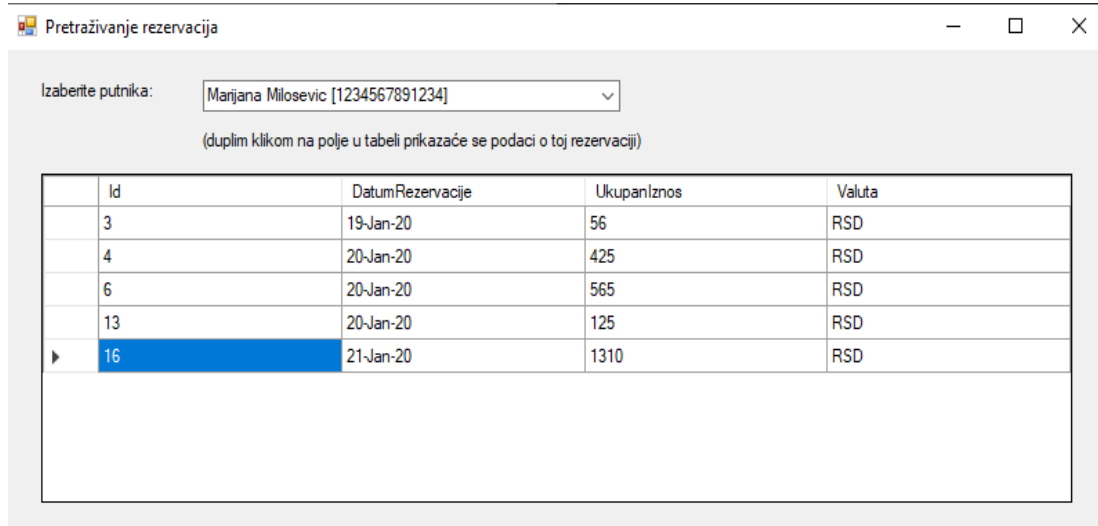 Pretraživanje rezervacija
Izaberite putnika: Marijana Milosevic [1234567891234]
(duplim klikom na polje u tabeli prikazaće se podaci o toj rezervaciji)
Id DatumRezervacije UkupanIznos Valuta
3 19-Jan-20 56 RSD
4 20-Jan-20 425 RSD
6 20-Jan-20 565 RSD
13 20-Jan-20 125 RSD
16 21-Jan-20 1310 RSD